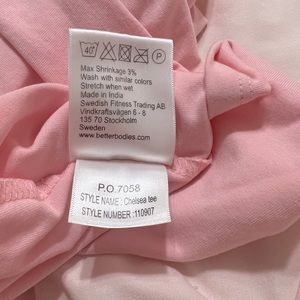 40°
P
Max Shrinkage 3%
Wash with similar colors
Stretch when wet
Made in India
Swedish Fitness Trading AB
Vindkraftsvägen 6 - 8
135 70 Stockholm
Sweden
www.betterbodies.com
P.O.7058
STYLE NAME : Chelsea tee
STYLE NUMBER : 110907